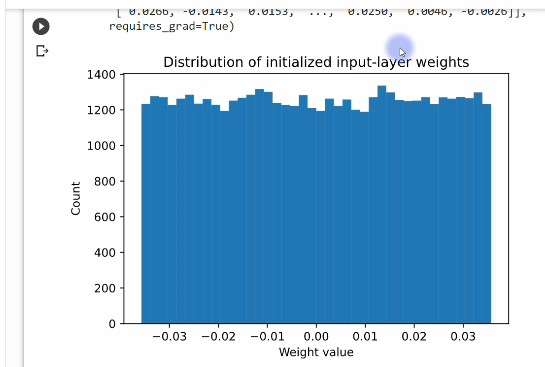 [ 0.0266, -0.0143, 0.0153, ..., 0.0250, 0.0046, -0.0026]],
requires_grad=True)
Distribution of initialized input-layer weights
1400
1200
1000
800
600
400
200
0
Count
−0.03 −0.02 −0.01 0.00 0.01 0.02 0.03
Weight value